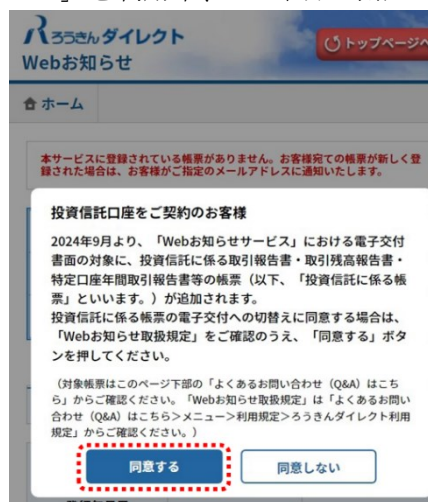 ろうきんダイレクト
トップページへ
Webお知らせ
ホーム
本サービスに登録されている帳票がありません。お客様宛ての帳票が新しく登
録された場合は、お客様がご指定のメールアドレスに通知いたします。
投資信託口座をご契約のお客様
2024年9月より、「Webお知らせサービス」における電子交付
書面の対象に、投資信託に係る取引報告書・取引残高報告書・
特定口座年間取引報告書等の帳票（以下、「投資信託に係る帳
票」といいます。）が追加されます。
投資信託に係る帳票の電子交付への切替えに同意する場合は、
「Webお知らせ取扱規定」をご確認のうえ、「同意する」ボタ
ンを押してください。
（対象帳票はこのページ下部の「よくあるお問い合わせ（Q&A）はこち
ら」からご確認ください。「Webお知らせ取扱規定」は「よくあるお問い
合わせ（Q&A）はこちら＞メニュー＞利用規定＞ろうきんダイレクト利用
規定」からご確認ください。）
同意する
同意しない